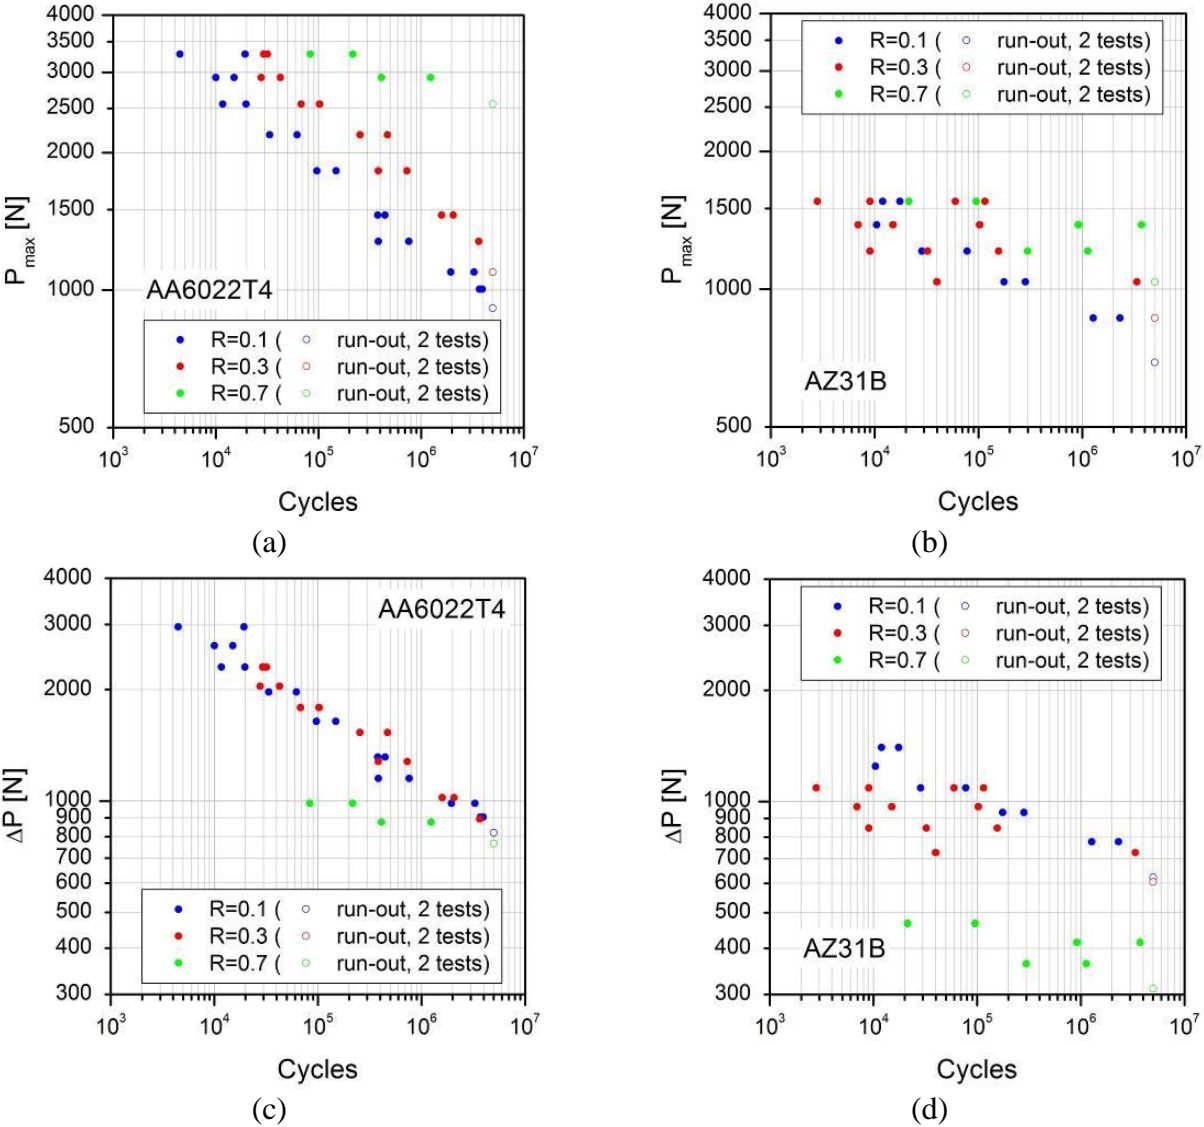 4000
3500
3000
2500
2000
1500
1000
500
P_max [N]
AA6022T4
R=0.1 ( run-out, 2 tests)
R=0.3 ( run-out, 2 tests)
R=0.7 ( run-out, 2 tests)
10^3 10^4 10^5 10^6 10^7
Cycles
(a)
4000
3500
3000
2500
2000
1500
1000
500
P_max [N]
R=0.1 ( run-out, 2 tests)
R=0.3 ( run-out, 2 tests)
R=0.7 ( run-out, 2 tests)
AZ31B
10^3 10^4 10^5 10^6 10^7
Cycles
(b)
4000
3000
2000
1000
900
800
700
600
500
400
300
ΔP [N]
AA6022T4
R=0.1 ( run-out, 2 tests)
R=0.3 ( run-out, 2 tests)
R=0.7 ( run-out, 2 tests)
10^3 10^4 10^5 10^6 10^7
Cycles
(c)
4000
3000
2000
1000
900
800
700
600
500
400
300
ΔP [N]
R=0.1 ( run-out, 2 tests)
R=0.3 ( run-out, 2 tests)
R=0.7 ( run-out, 2 tests)
AZ31B
10^3 10^4 10^5 10^6 10^7
Cycles
(d)